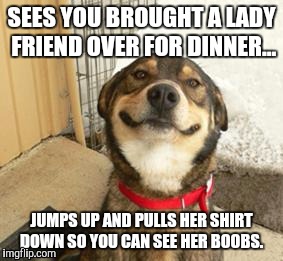 SEES YOU BROUGHT A LADY
FRIEND OVER FOR DINNER...
JUMPS UP AND PULLS HER SHIRT
DOWN SO YOU CAN SEE HER BOOBS.
imgflip.com